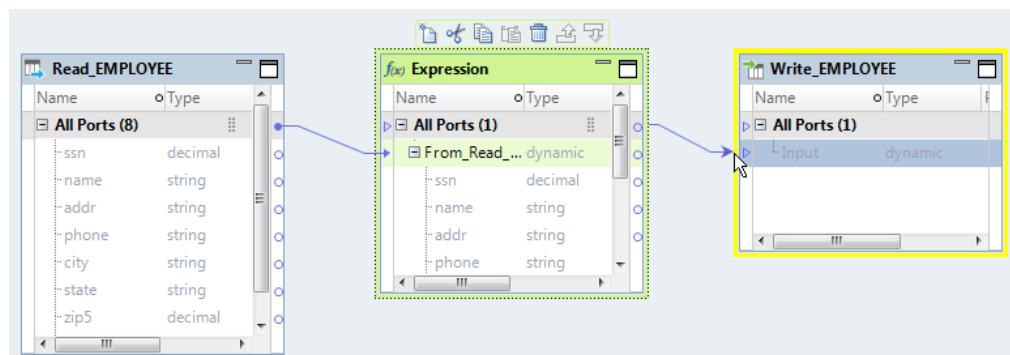 Read_EMPLOYEE
Name Type
All Ports (8)
ssn decimal
name string
addr string
phone string
city string
state string
zip5 decimal
f(x) Expression
Name Type
All Ports (1)
From_Read_... dynamic
ssn decimal
name string
addr string
phone string
Write_EMPLOYEE
Name Type
All Ports (1)
Input dynamic